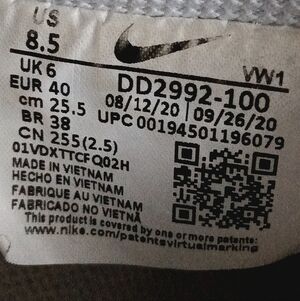 US
8.5
VW1
UK 6
EUR 40
cm 25.5
BR 38
CN 255(2.5)
DD2992-100
08/12/20 09/26/20
UPC 00194501196079
01VDXTTCFQ02H
MADE IN VIETNAM
HECHO EN VIETNAM
FABRIQUE AU VIETNAM
FABRICADO NO VIETNAM
This product is covered by one or more patents. See
www.nike.com/patentsvirtualmarking